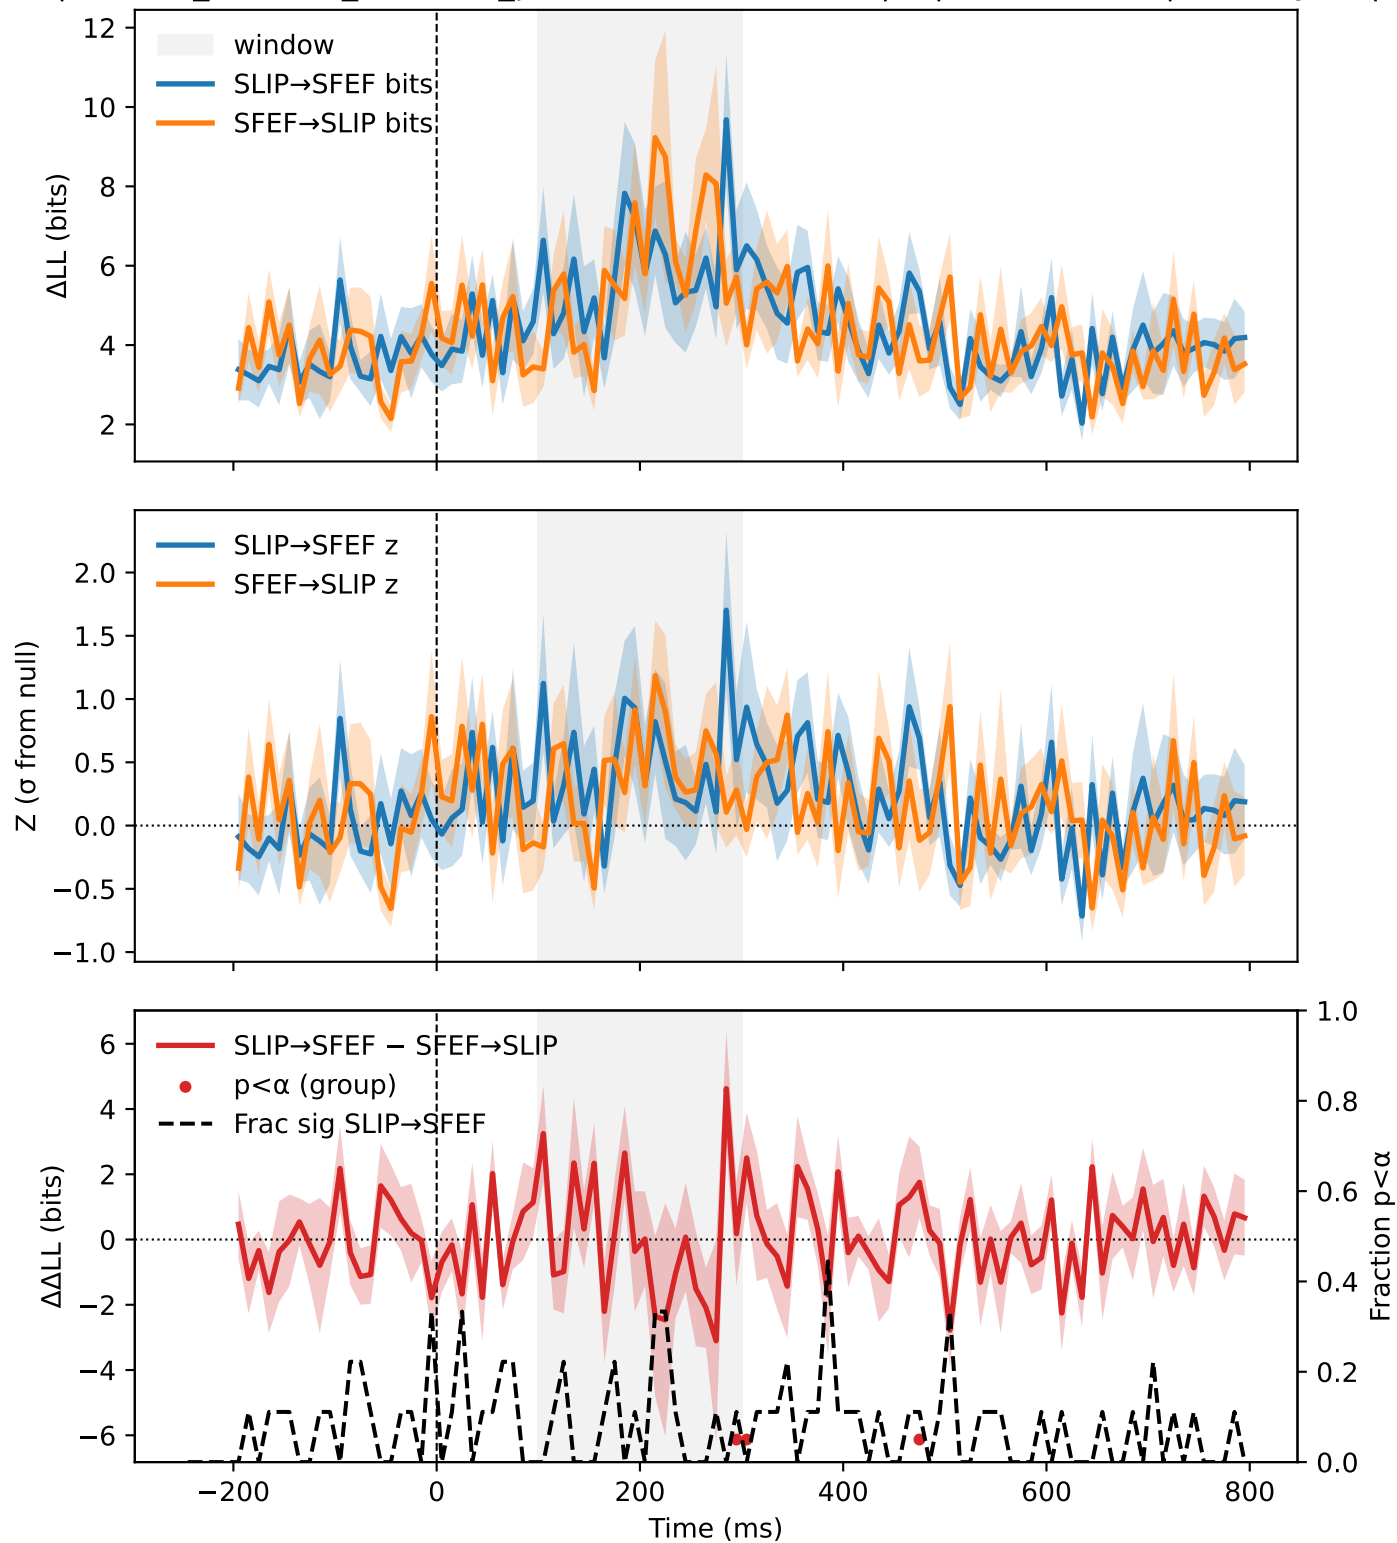 12
10
8
6
4
2
ΔLL (bits)
window
SLIP→SFEF bits
SFEF→SLIP bits
2.0
1.5
1.0
0.5
0.0
−0.5
−1.0
Z (σ from null)
SLIP→SFEF z
SFEF→SLIP z
6
4
2
0
−2
−4
−6
ΔΔLL (bits)
SLIP→SFEF − SFEF→SLIP
p<α (group)
Frac sig SLIP→SFEF
1.0
0.8
0.6
0.4
0.2
0.0
Fraction p<α
−200
0
200
400
600
800
Time (ms)